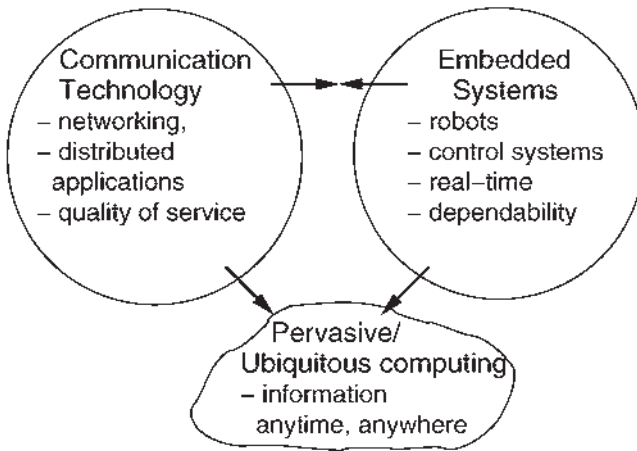 Communication
Technology
– networking,
– distributed
applications
– quality of service
Embedded
Systems
– robots
– control systems
– real–time
– dependability
Pervasive/
Ubiquitous computing
– information
anytime, anywhere